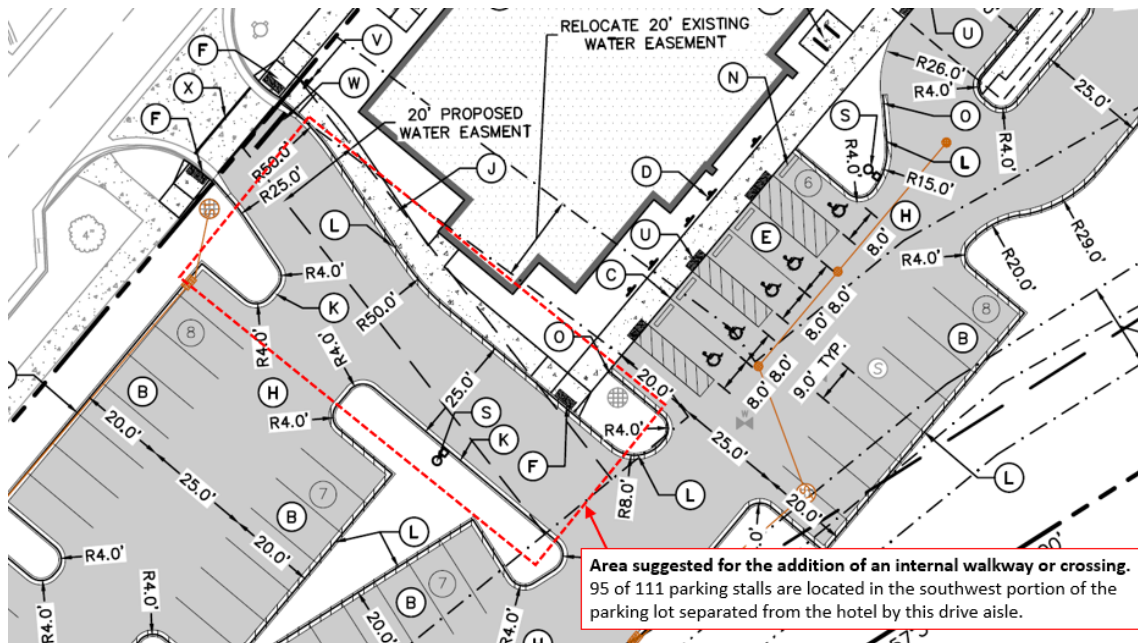 RELOCATE 20' EXISTING
WATER EASEMENT
20' PROPOSED
WATER EASMENT
F
V
W
X
F
J
L
N
D
U
C
E
S
U
O
L
H
B
K
O
S
K
F
L
B
H
B
L
B
L
H
R50.0'
R25.0'
R4.0'
R4.0'
R4.0'
R50.0'
R4.0'
25.0'
20.0'
R4.0'
R8.0'
25.0'
20.0'
20.0'
25.0'
20.0'
R4.0'
R4.0'
20.0'
R4.0'
R26.0'
R4.0'
R4.0'
25.0'
R4.0'
R15.0'
R4.0'
R20.0'
R29.0'
8.0'
8.0'
8.0'
8.0'
8.0'
8.0'
9.0' TYP.
6
8
8
7
7
S
W
4"
Area suggested for the addition of an internal walkway or crossing.
95 of 111 parking stalls are located in the southwest portion of the
parking lot separated from the hotel by this drive aisle.